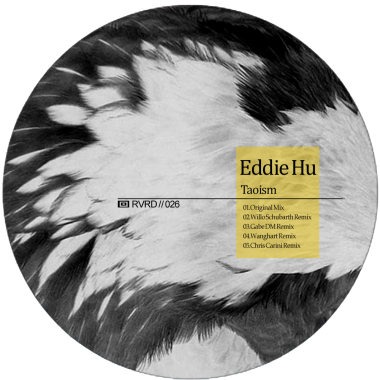 Eddie Hu
Taoism
RVRD // 026
01.Original Mix
02.Willo Schubarth Remix
03.Gabe DM Remix
04.Wanghart Remix
05.Chris Carini Remix